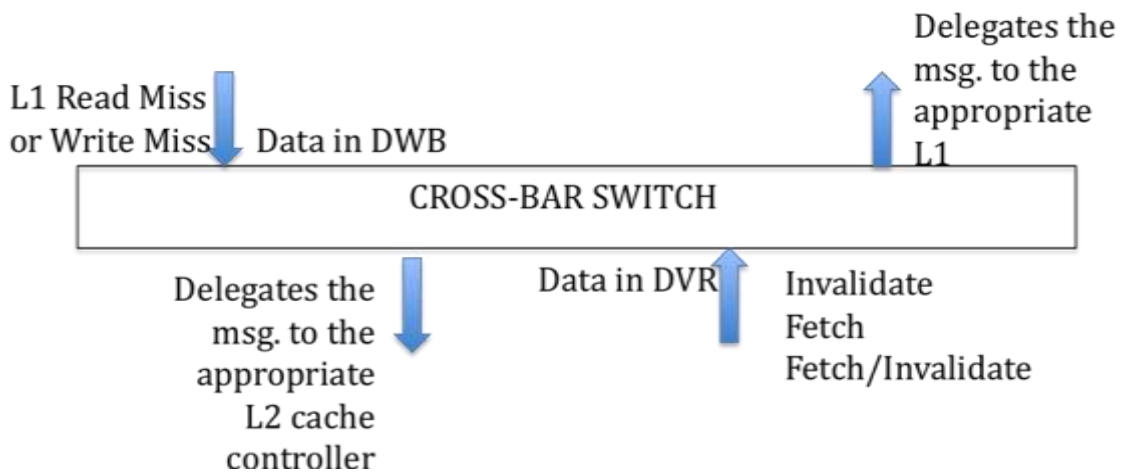 Delegates the
msg. to the
appropriate
L1
L1 Read Miss
or Write Miss
Data in DWB
CROSS-BAR SWITCH
Delegates the
msg. to the
appropriate
L2 cache
controller
Data in DVR
Invalidate
Fetch
Fetch/Invalidate